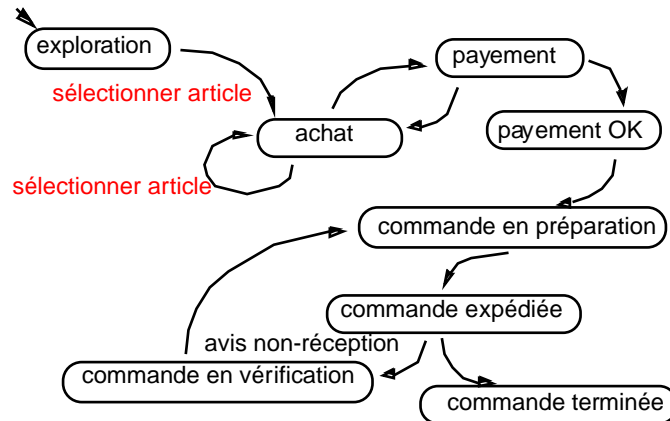 exploration
payement
sélectionner article
achat
payement OK
sélectionner article
commande en préparation
commande expédiée
avis non-réception
commande en vérification
commande terminée